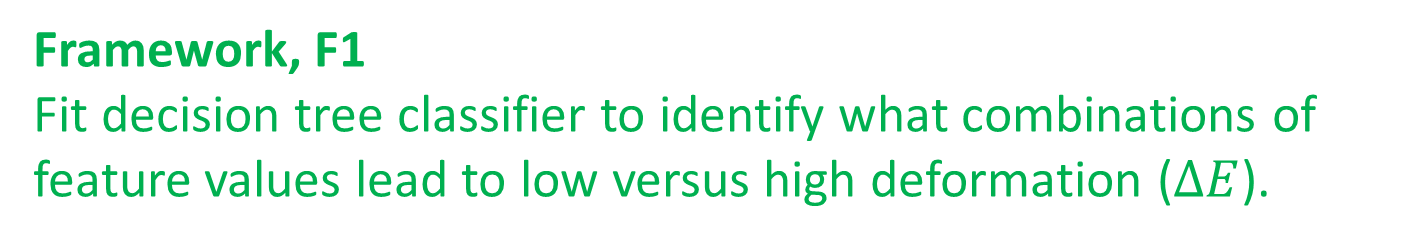 Framework, F1
Fit decision tree classifier to identify what combinations of
feature values lead to low versus high deformation (Δ𝐸).